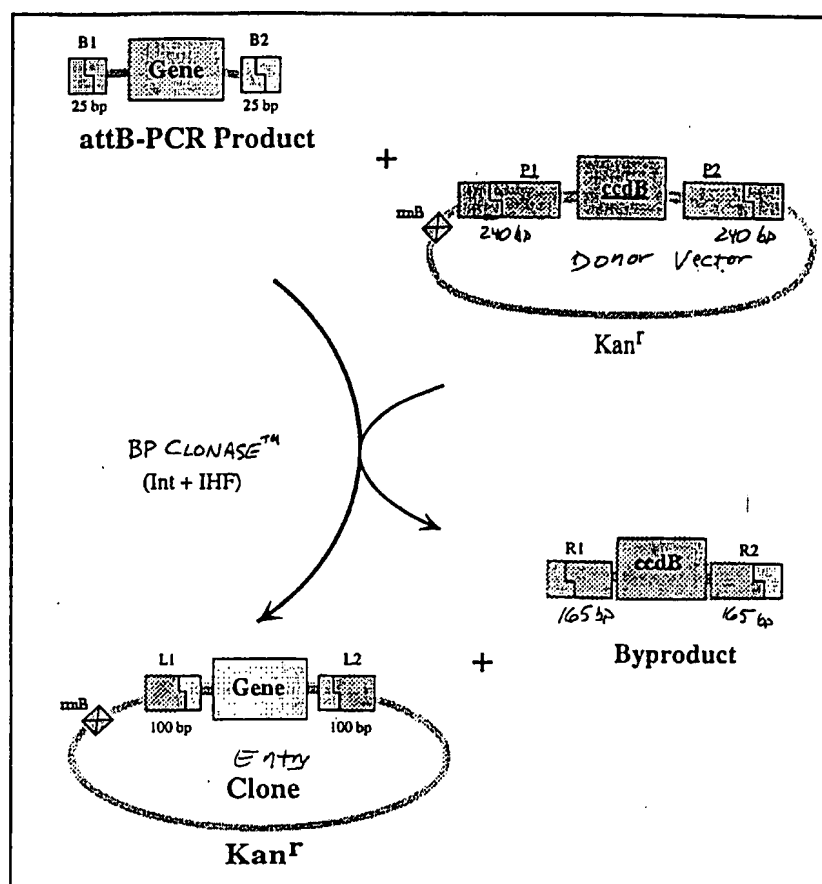 B1 B2
Gene
25 bp 25 bp
attB-PCR Product
+
P1 P2
ccdB
rrnB
240 bp 240 bp
Donor Vector
Kanr
BP CLONASE™
(Int + IHF)
R1 R2
ccdB
165 bp 165 bp
Byproduct
+
L1 L2
Gene
rrnB
100 bp 100 bp
Entry
Clone
Kanr